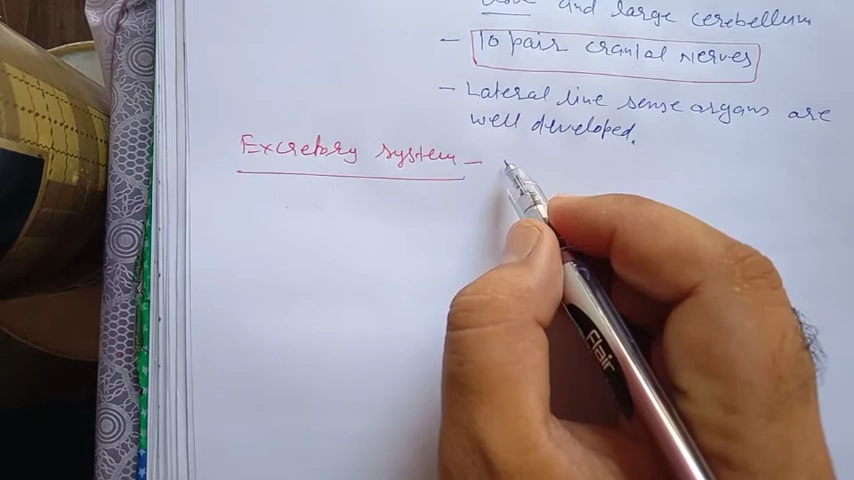 and large cerebellum
- 10 pair cranial nerves
- Lateral line sense organs are
well developed.
Excretory system -
Flair